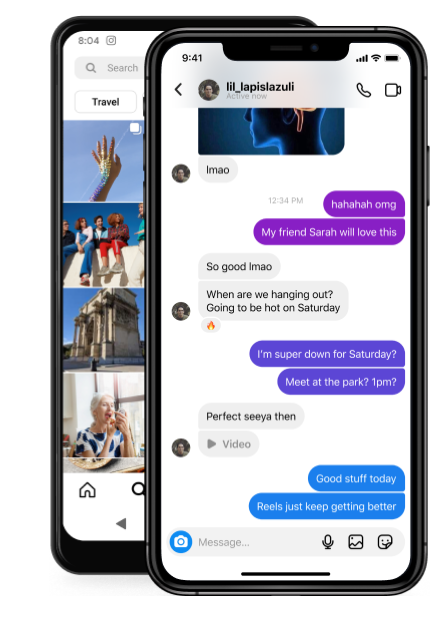 8:04
Search
Travel
9:41
lil_lapislazuli
Active now
lmao
12:34 PM
hahahah omg
My friend Sarah will love this
So good lmao
When are we hanging out?
Going to be hot on Saturday
I'm super down for Saturday?
Meet at the park? 1pm?
Perfect seeya then
Video
Good stuff today
Reels just keep getting better
Message...